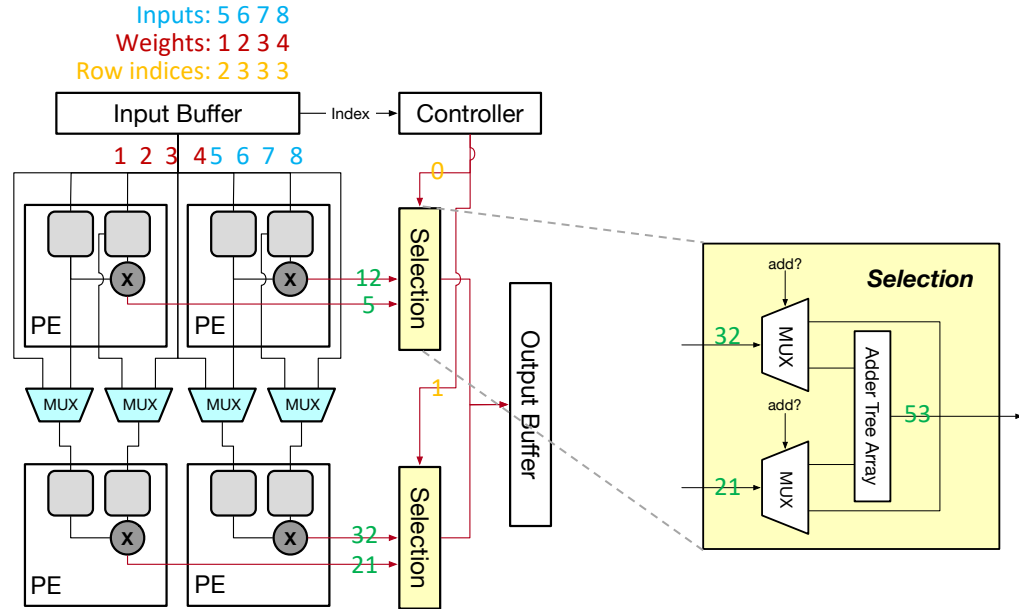 Inputs: 5 6 7 8
Weights: 1 2 3 4
Row indices: 2 3 3 3
Input Buffer
Index
Controller
1 2 3 4 5 6 7 8
0
Selection
X
X
12
5
PE
PE
MUX
MUX
MUX
MUX
1
Output Buffer
X
X
32
21
PE
PE
Selection
Selection
add?
32
MUX
Adder Tree Array
53
add?
21
MUX